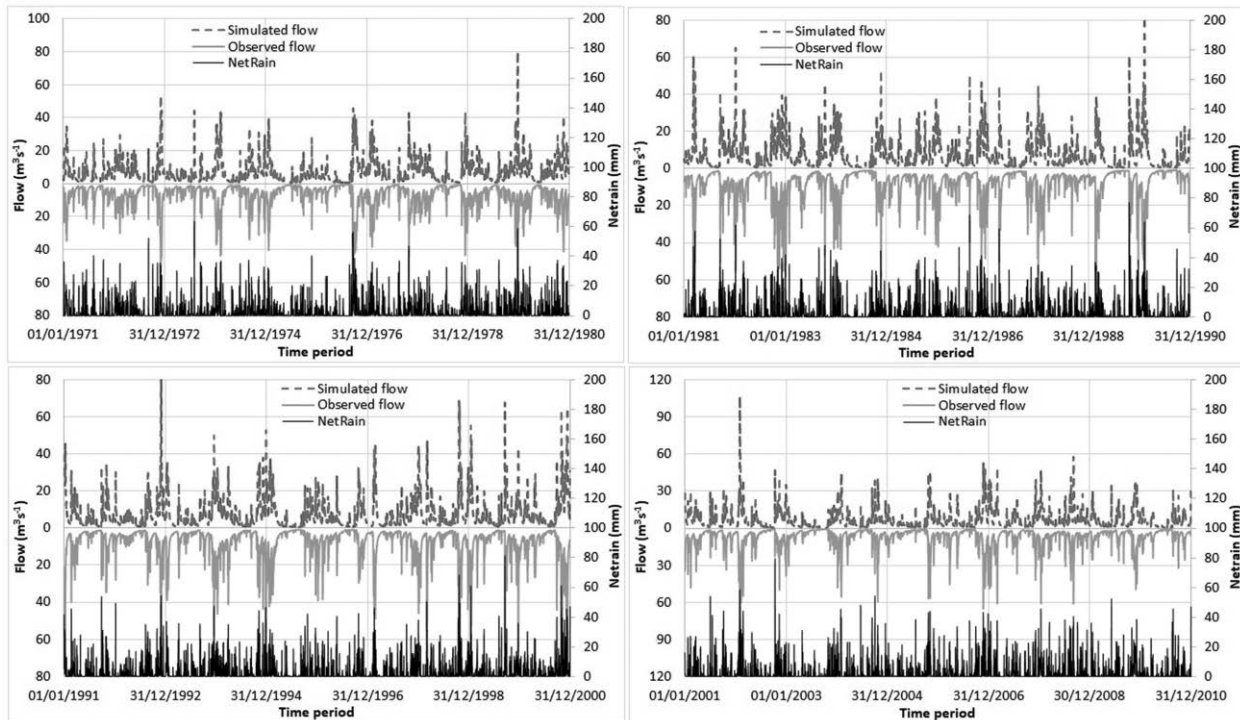 Simulated flow
Observed flow
NetRain
Flow (m³s⁻¹)
100
80
60
40
20
0
20
40
60
80
Netrain (mm)
200
180
160
140
120
100
80
60
40
20
0
01/01/1971 31/12/1972 31/12/1974 31/12/1976 31/12/1978 31/12/1980
Time period
Simulated flow
Observed flow
NetRain
Flow (m³s⁻¹)
80
60
40
20
0
20
40
60
80
Netrain (mm)
200
180
160
140
120
100
80
60
40
20
0
01/01/1981 01/01/1983 31/12/1984 31/12/1986 31/12/1988 31/12/1990
Time period
Simulated flow
Observed flow
NetRain
Flow (m³s⁻¹)
80
60
40
20
0
20
40
60
80
Netrain (mm)
200
180
160
140
120
100
80
60
40
20
0
01/01/1991 31/12/1992 31/12/1994 31/12/1996 31/12/1998 31/12/2000
Time period
Simulated flow
Observed flow
NetRain
Flow (m³s⁻¹)
120
90
60
30
0
30
60
90
120
Netrain (mm)
200
180
160
140
120
100
80
60
40
20
0
01/01/2001 01/01/2003 31/12/2004 31/12/2006 30/12/2008 31/12/2010
Time period